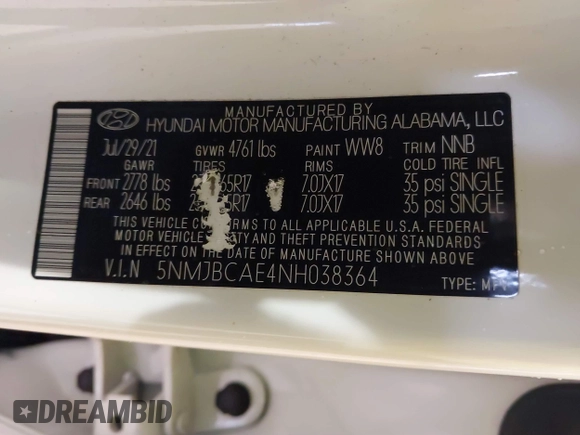 MANUFACTURED BY
HYUNDAI MOTOR MANUFACTURING ALABAMA, LLC
Jul/29/21 GVWR 4761 lbs PAINT WW8 TRIM NNB
GAWR TIRES RIMS COLD TIRE INFL
FRONT 2778 lbs 7.0JX17 35 psi SINGLE
REAR 2646 lbs 7.0JX17 35 psi SINGLE
THIS VEHICLE CONFORMS TO ALL APPLICABLE U.S.A. FEDERAL
MOTOR VEHICLE AND THEFT PREVENTION STANDARDS
IN EFFECT ON THE DATE OF MANUFACTURE SHOWN ABOVE
V.I.N 5NMJBCAE4NH038364 TYPE:
DREAMBID